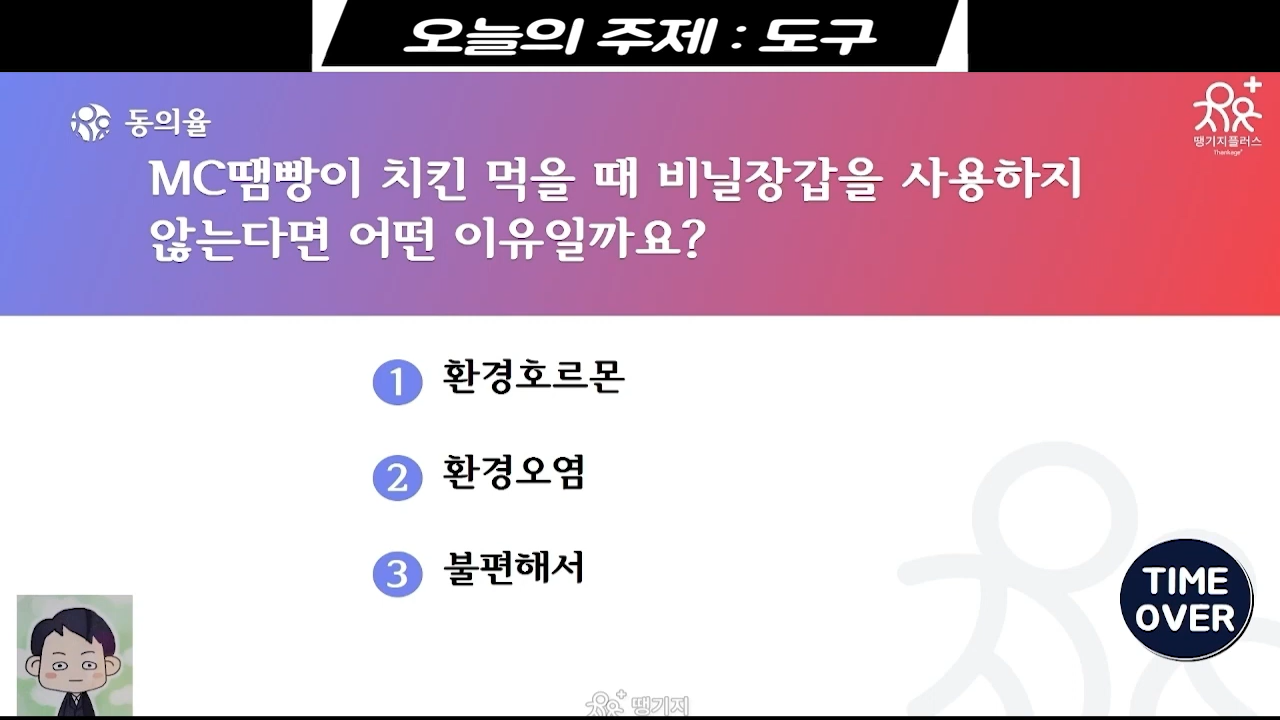 오늘의 주제 : 도구
동의율
땡기지플러스
Thankage+
MC땜빵이 치킨 먹을 때 비닐장갑을 사용하지
않는다면 어떤 이유일까요?
1 환경호르몬
2 환경오염
3 불편해서
TIME
OVER
땡기지